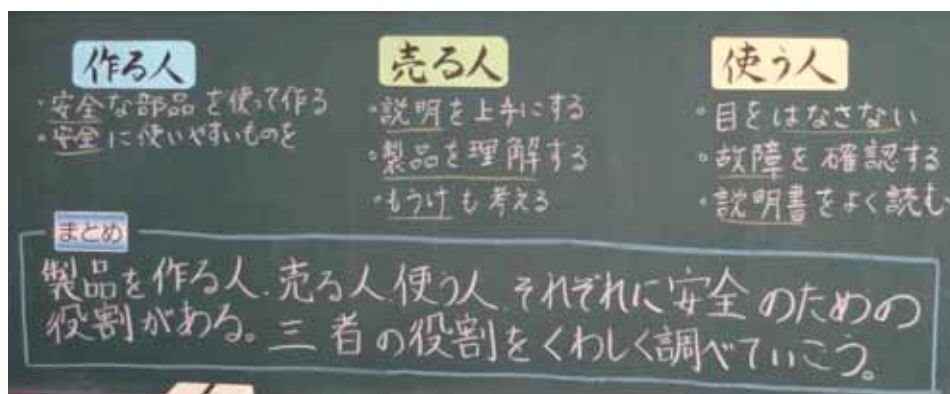 作る人
・安全な部品を使って作る
・安全に使いやすいものを
売る人
・説明を上手にする
・製品を理解する
・もうけも考える
使う人
・目をはなさない
・故障を確認する
・説明書をよく読む
まとめ
製品を作る人、売る人、使う人、それぞれに安全のための
役割がある。三者の役割をくわしく調べていこう。